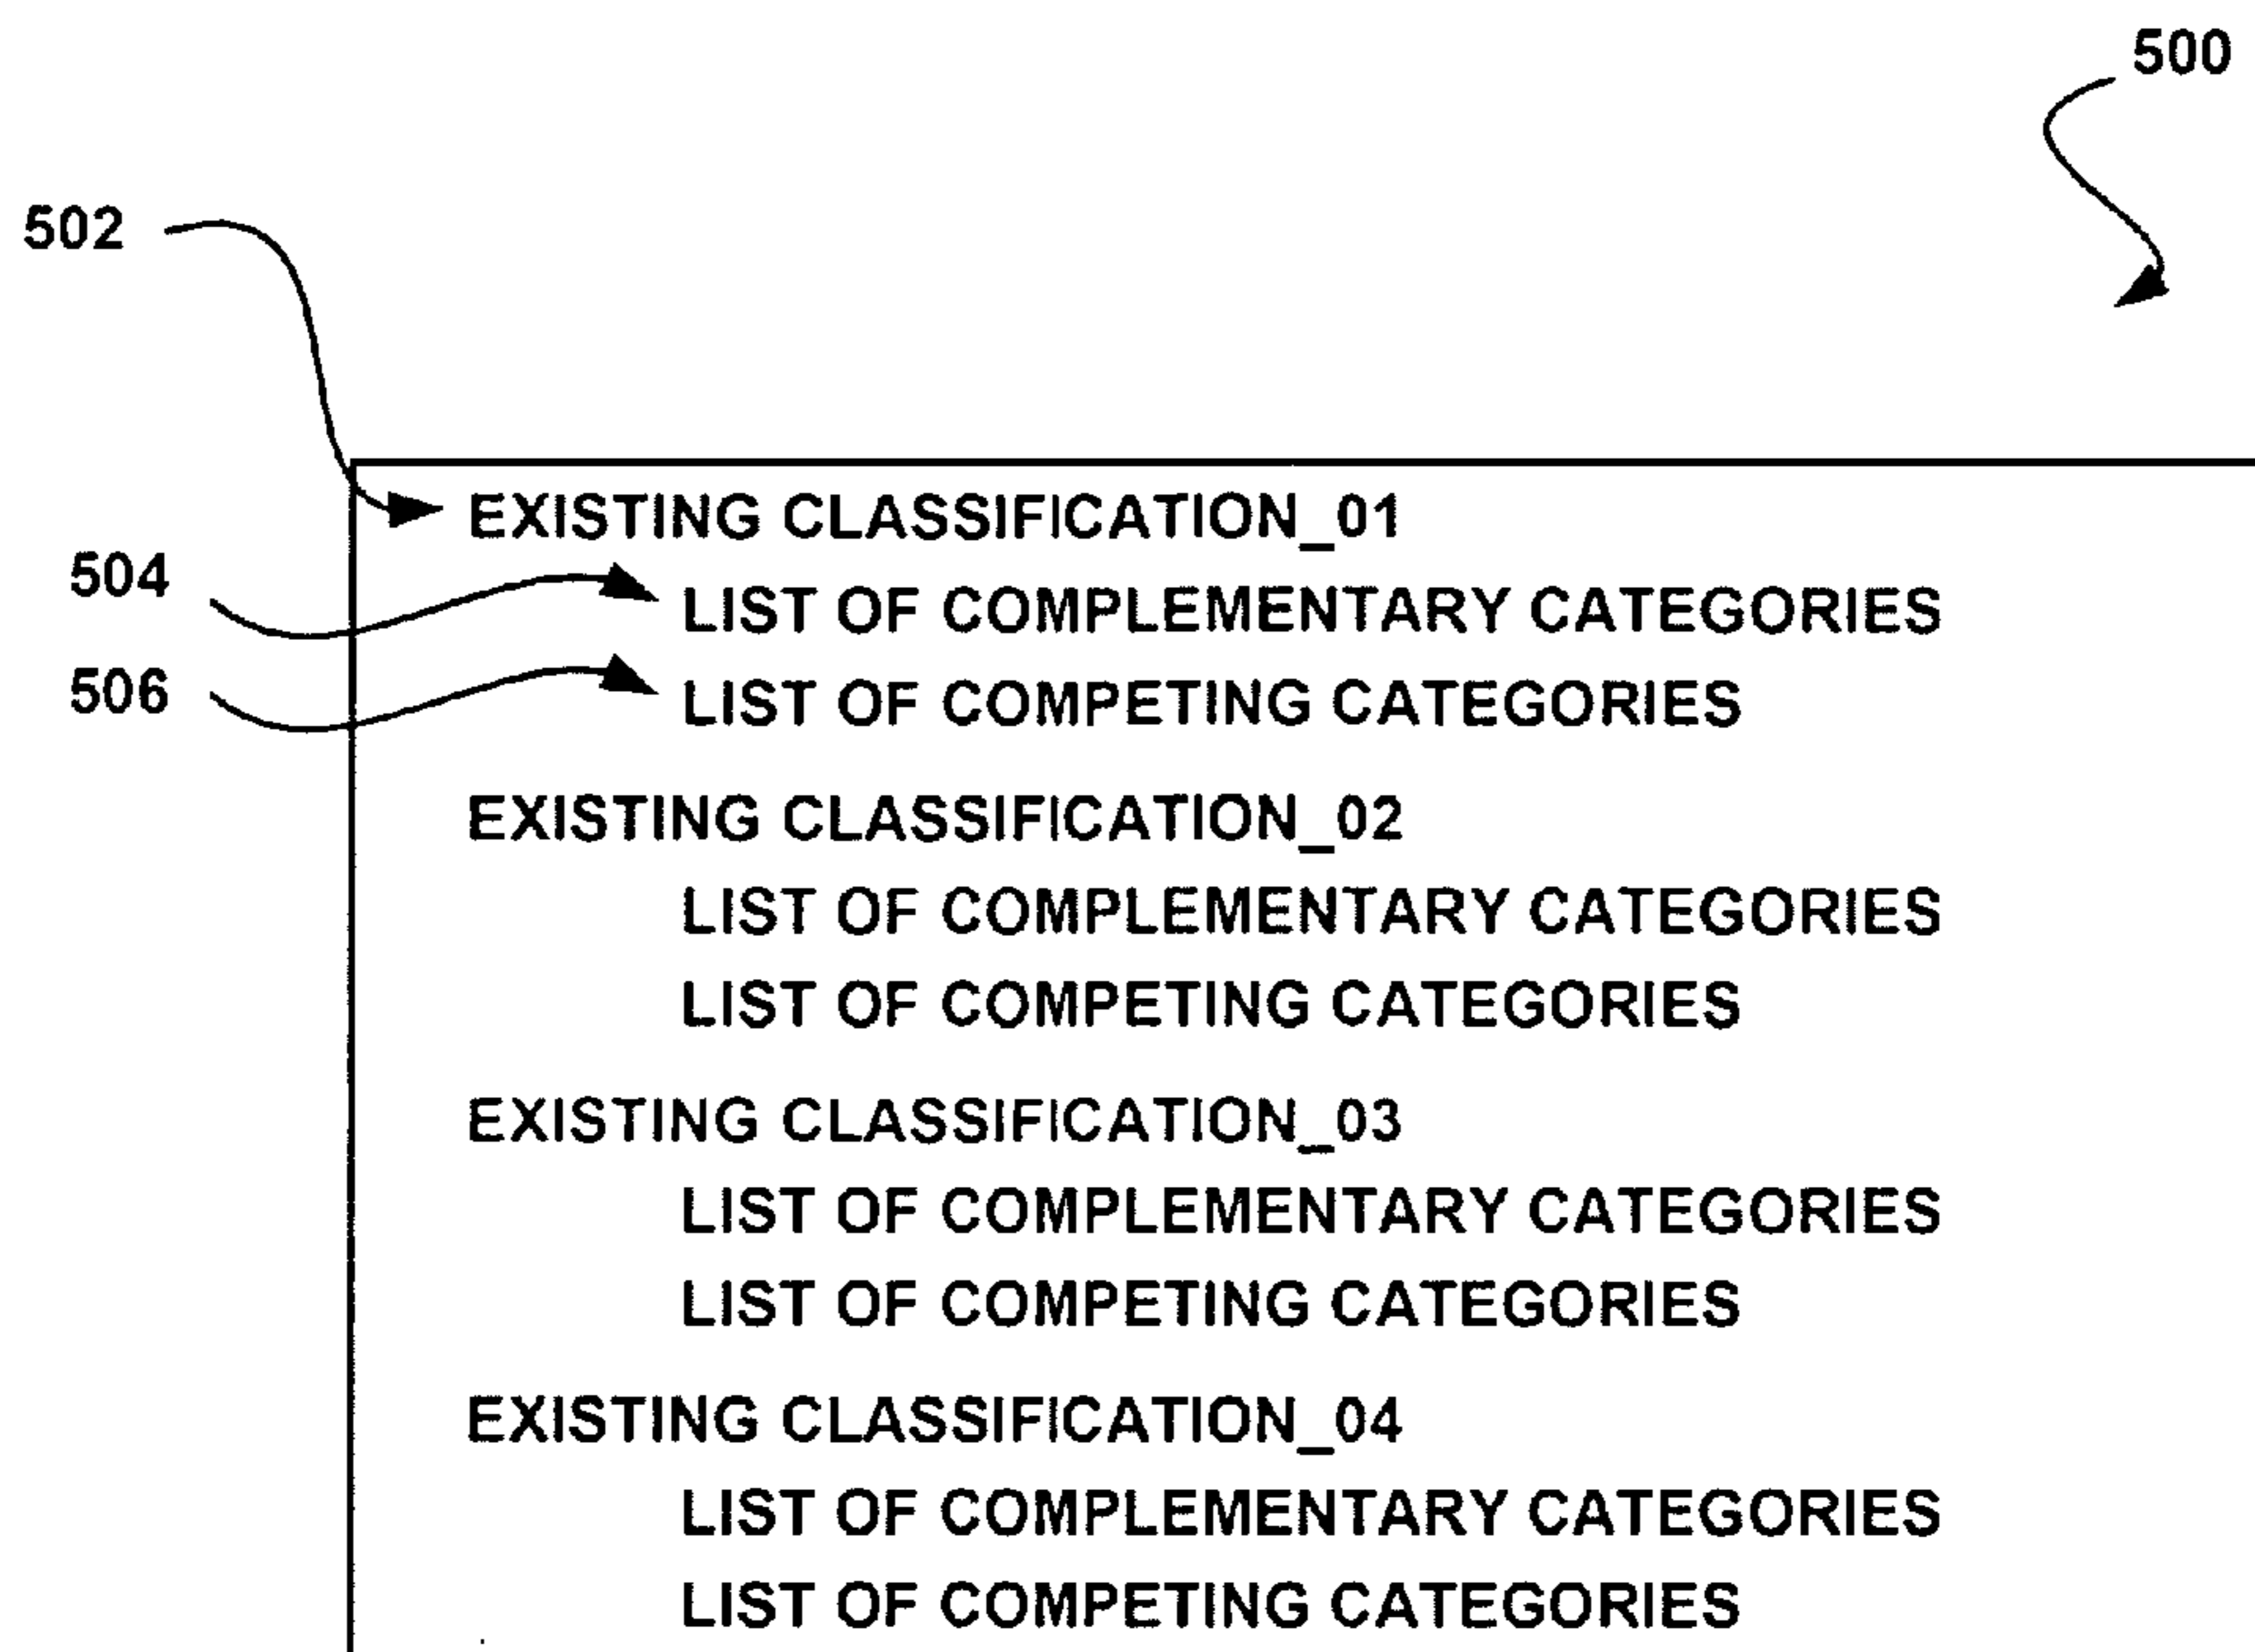 500
502
EXISTING CLASSIFICATION_01
504
LIST OF COMPLEMENTARY CATEGORIES
506
LIST OF COMPETING CATEGORIES
EXISTING CLASSIFICATION_02
LIST OF COMPLEMENTARY CATEGORIES
LIST OF COMPETING CATEGORIES
EXISTING CLASSIFICATION_03
LIST OF COMPLEMENTARY CATEGORIES
LIST OF COMPETING CATEGORIES
EXISTING CLASSIFICATION_04
LIST OF COMPLEMENTARY CATEGORIES
LIST OF COMPETING CATEGORIES